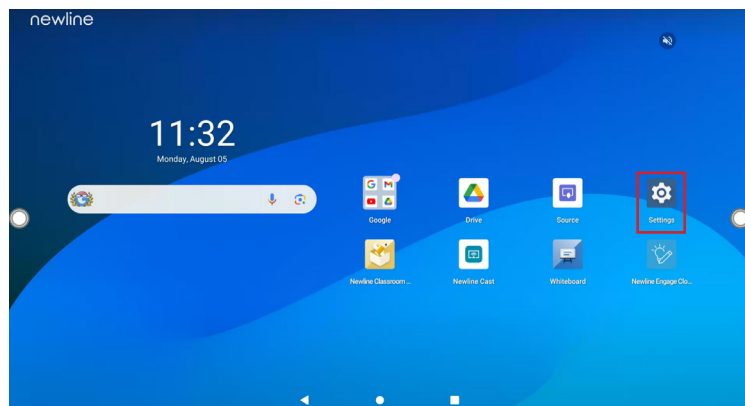 newline
11:32
Monday, August 05
Google
Drive
Source
Settings
Newline Classroom ...
Newline Cast
Whiteboard
Newline Engage Clo...